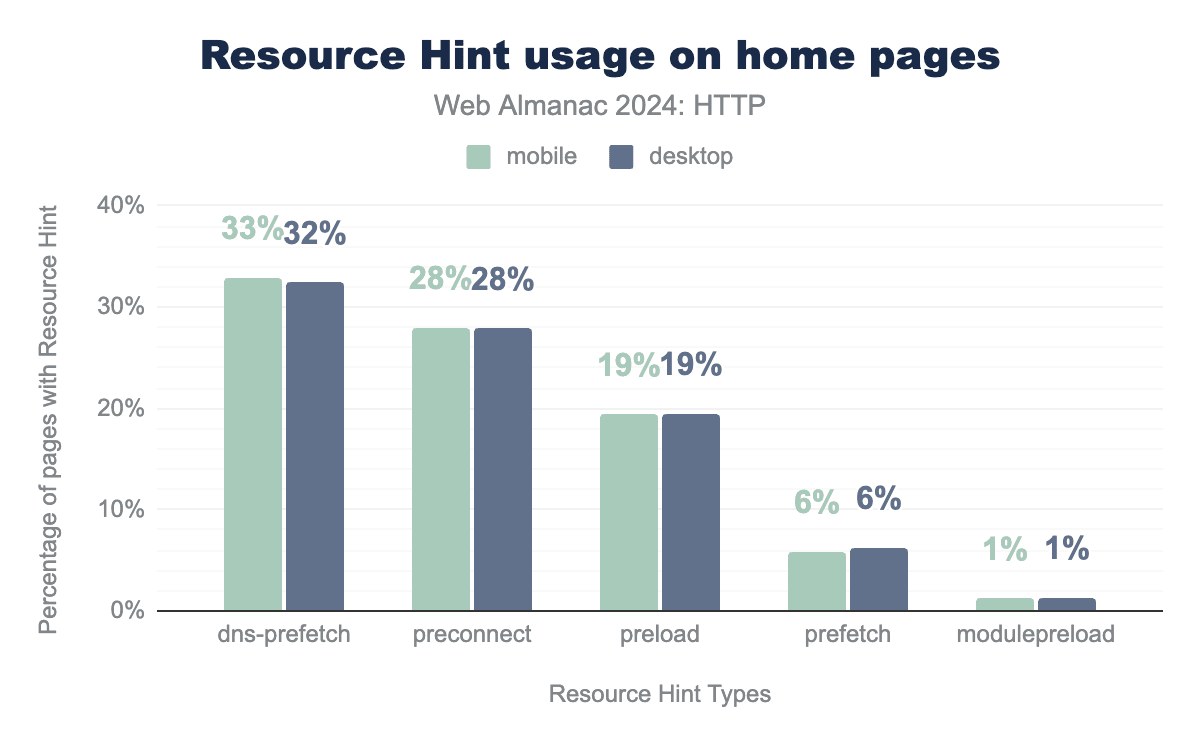 Resource Hint usage on home pages
Web Almanac 2024: HTTP
mobile desktop
Percentage of pages with Resource Hint
40%
30%
20%
10%
0%
33% 32%
28% 28%
19% 19%
6% 6%
1% 1%
dns-prefetch preconnect preload prefetch modulepreload
Resource Hint Types